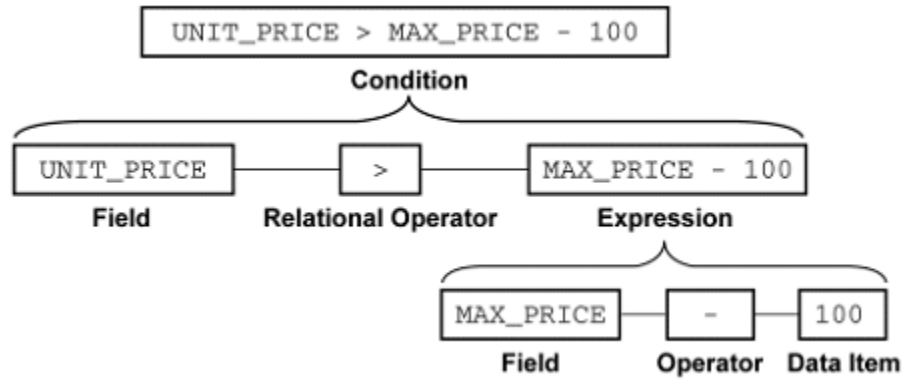 UNIT_PRICE > MAX_PRICE - 100
Condition
UNIT_PRICE > MAX_PRICE - 100
Field Relational Operator Expression
MAX_PRICE - 100
Field Operator Data Item